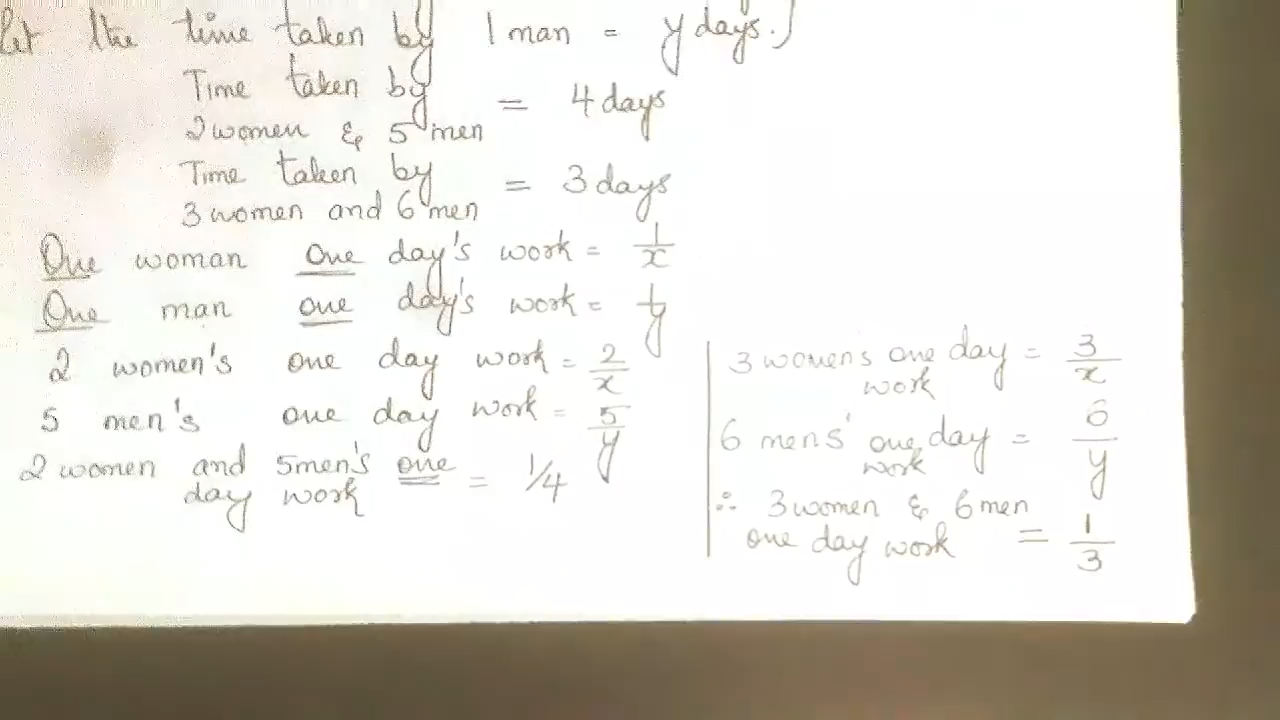 let the time taken by 1 man = y days.)
Time taken by
2 women & 5 men = 4 days
Time taken by
3 women and 6 men = 3 days
One woman One day's work = 1/x
One man one day's work = 1/y
2 women's one day work = 2/x
5 men's one day work = 5/y
2 women and 5men's one
day work = 1/4
3 womens one day = 3/x
work
6 mens' one day = 6/y
work
∴ 3 women & 6 men
one day work = 1/3